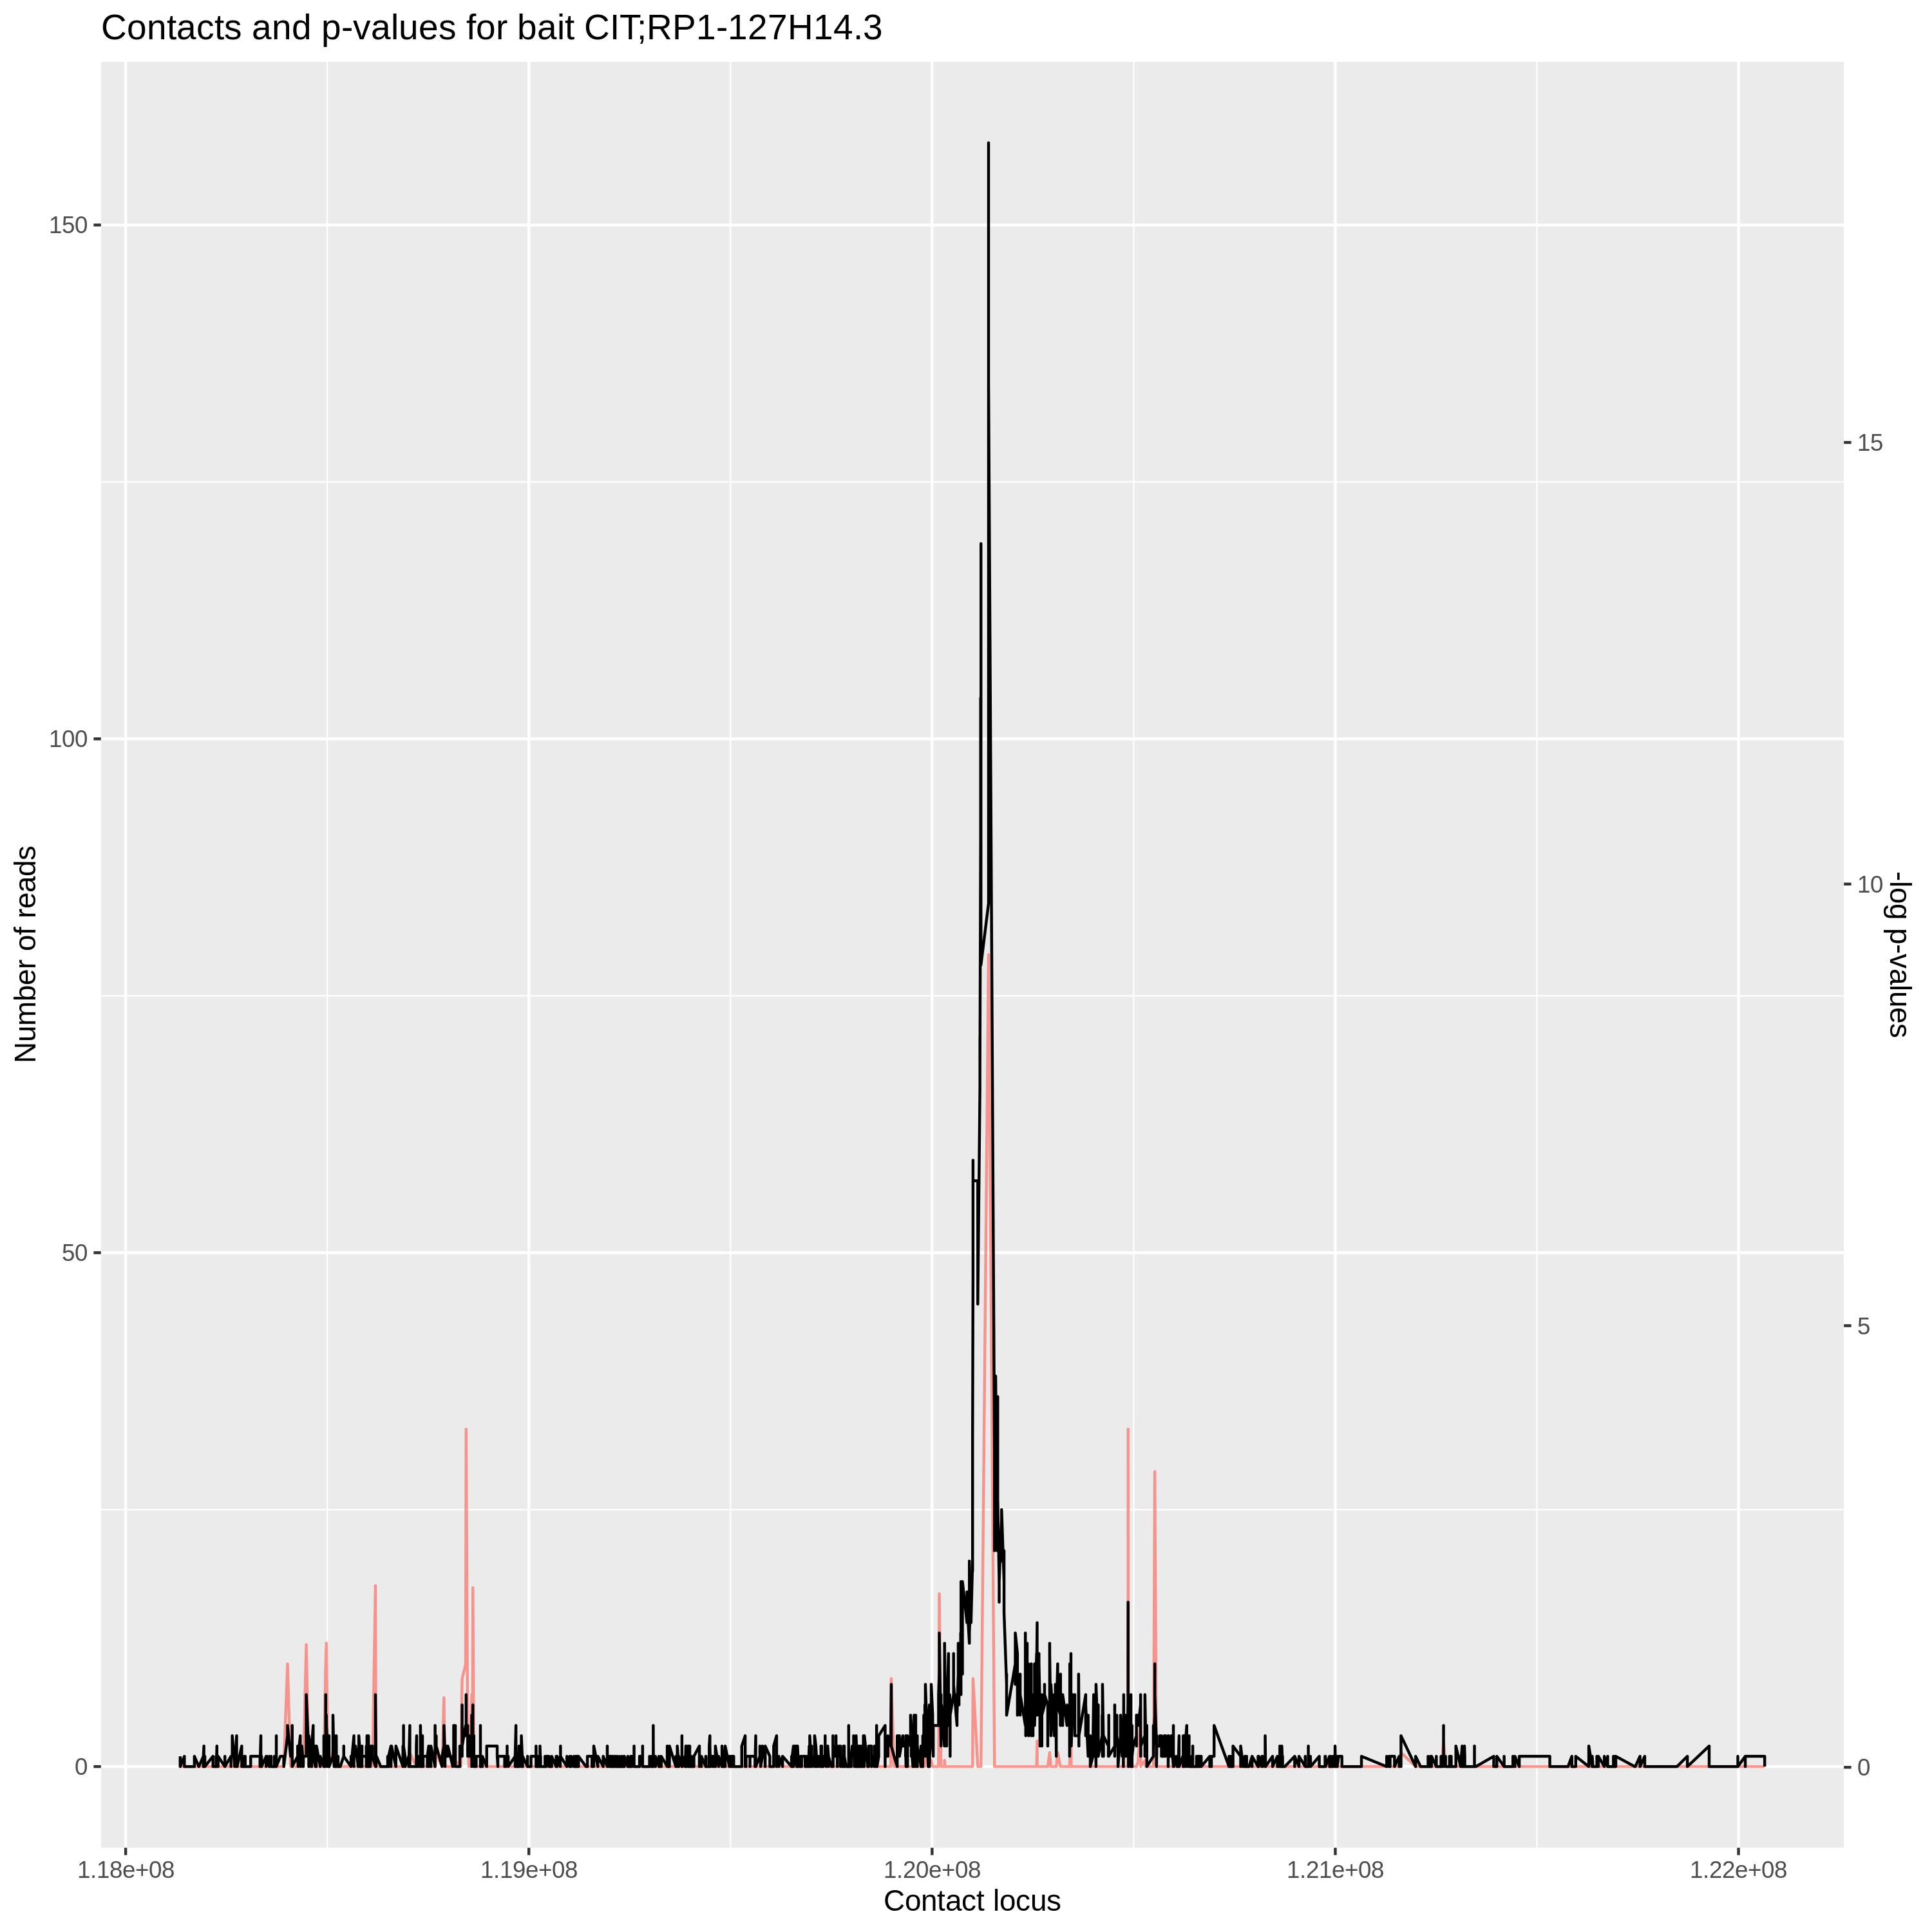 Contacts and p-values for bait CIT;RP1-127H14.3
150
100
50
0
Number of reads
15
10
5
0
-log p-values
1.18e+08
1.19e+08
1.20e+08
1.21e+08
1.22e+08
Contact locus